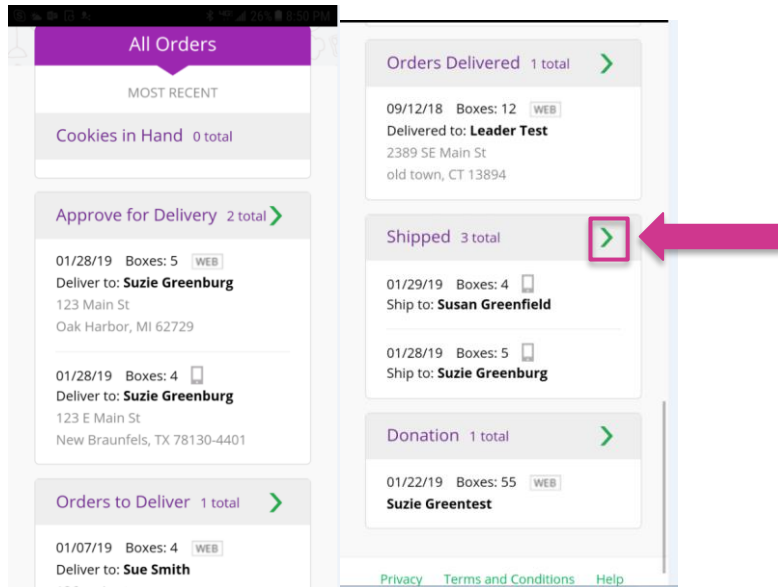 26% 8:50 PM
All Orders
MOST RECENT
Cookies in Hand 0 total
Approve for Delivery 2 total
01/28/19 Boxes: 5 WEB
Deliver to: Suzie Greenburg
123 Main St
Oak Harbor, MI 62729
01/28/19 Boxes: 4
Deliver to: Suzie Greenburg
123 E Main St
New Braunfels, TX 78130-4401
Orders to Deliver 1 total
01/07/19 Boxes: 4 WEB
Deliver to: Sue Smith
Orders Delivered 1 total
09/12/18 Boxes: 12 WEB
Delivered to: Leader Test
2389 SE Main St
old town, CT 13894
Shipped 3 total
01/29/19 Boxes: 4
Ship to: Susan Greenfield
01/28/19 Boxes: 5
Ship to: Suzie Greenburg
Donation 1 total
01/22/19 Boxes: 55 WEB
Suzie Greentest
Privacy Terms and Conditions Help